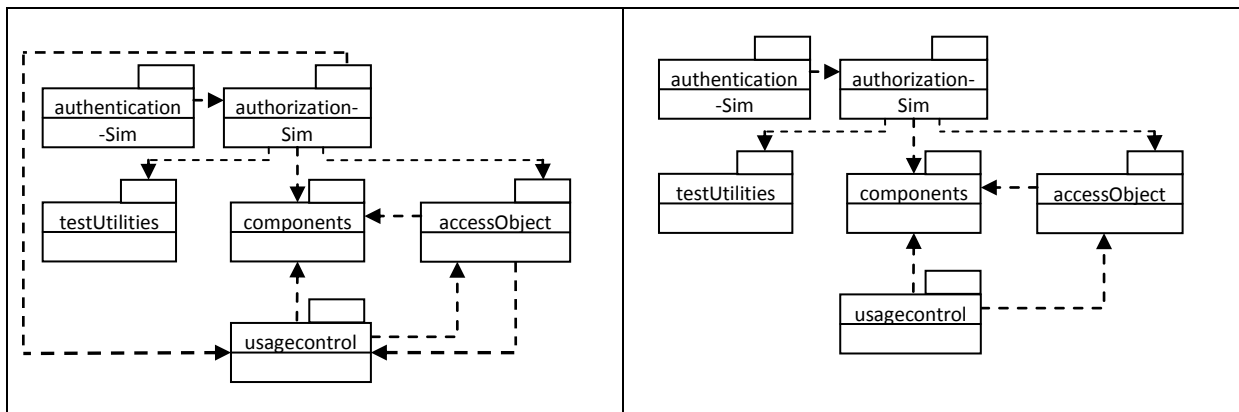 authentication
-Sim
authorization-
Sim
testUtilities
components
accessObject
usagecontrol
authentication
-Sim
authorization-
Sim
testUtilities
components
accessObject
usagecontrol